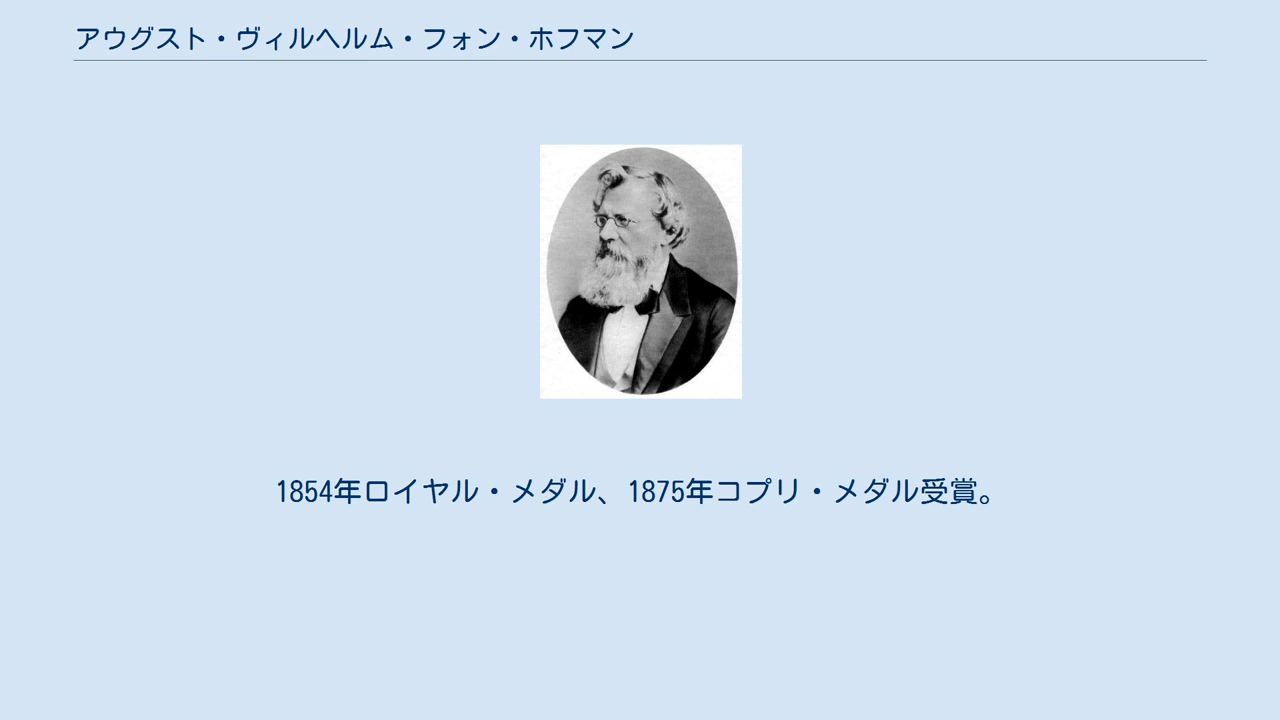 アウグスト・ヴィルヘルム・フォン・ホフマン
1854年ロイヤル・メダル、1875年コプリ・メダル受賞。